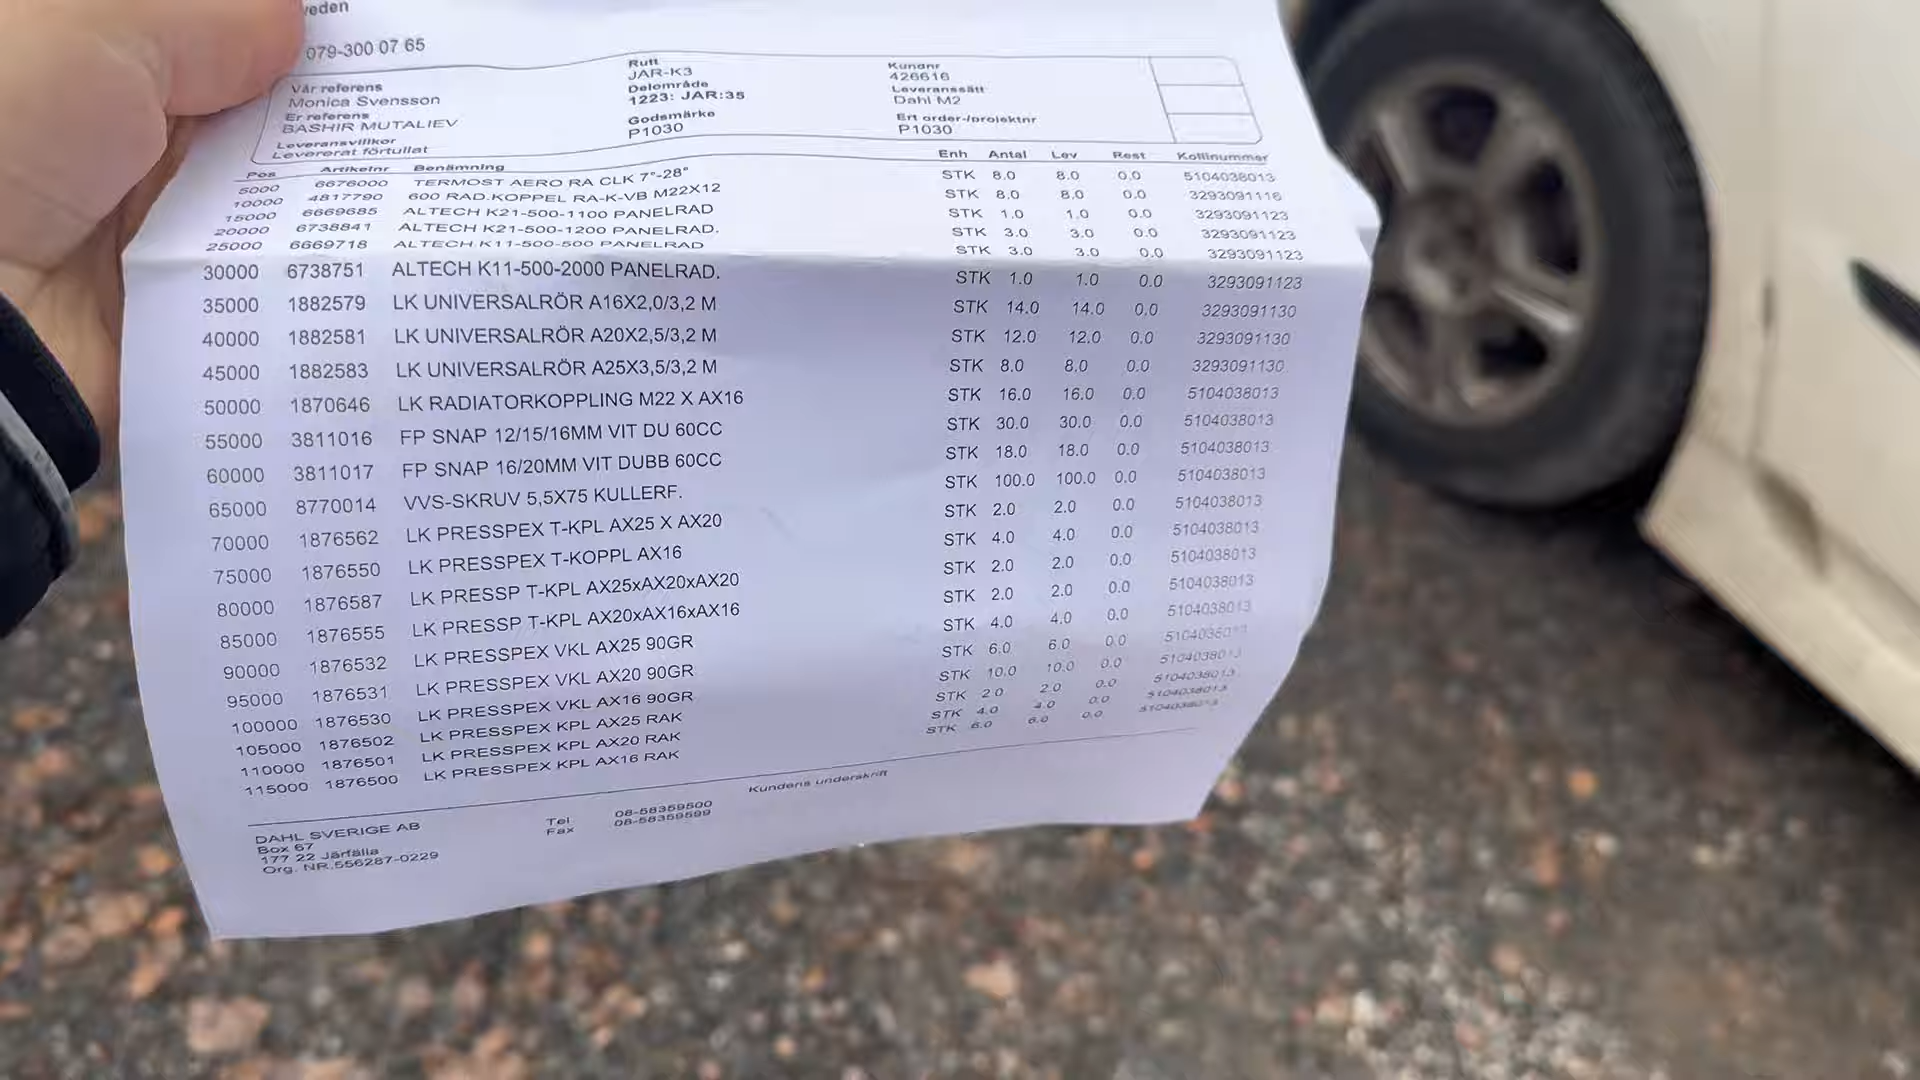 veden
079-300 07 65
Vår referens
Monica Svensson
Er referens
BASHIR MUTALIEV
Leveransvillkor
Levererat förtullat
Rutt
JAR-K3
Delområde
1223: JAR:35
Godsmärke
P1030
Kundnr
426616
Leveranssätt
Dahl M2
Ert order-/projektnr
P1030
Pos Artikelnr Benämning Enh Antal Lev Rest Kollinummer
5000 6676000 TERMOST AERO RA CLK 7°-28° STK 8.0 8.0 0.0 5104038013
10000 4817790 600 RAD.KOPPEL RA-K-VB M22X12 STK 8.0 8.0 0.0 3293091116
15000 6669685 ALTECH K21-500-1100 PANELRAD STK 1.0 1.0 0.0 3293091123
20000 6738841 ALTECH K21-500-1200 PANELRAD. STK 3.0 3.0 0.0 3293091123
25000 6669718 ALTECH K11-500-500 PANELRAD STK 3.0 3.0 0.0 3293091123
30000 6738751 ALTECH K11-500-2000 PANELRAD. STK 1.0 1.0 0.0 3293091123
35000 1882579 LK UNIVERSALRÖR A16X2,0/3,2 M STK 14.0 14.0 0.0 3293091130
40000 1882581 LK UNIVERSALRÖR A20X2,5/3,2 M STK 12.0 12.0 0.0 3293091130
45000 1882583 LK UNIVERSALRÖR A25X3,5/3,2 M STK 8.0 8.0 0.0 3293091130
50000 1870646 LK RADIATORKOPPLING M22 X AX16 STK 16.0 16.0 0.0 5104038013
55000 3811016 FP SNAP 12/15/16MM VIT DU 60CC STK 30.0 30.0 0.0 5104038013
60000 3811017 FP SNAP 16/20MM VIT DUBB 60CC STK 18.0 18.0 0.0 5104038013
65000 8770014 VVS-SKRUV 5,5X75 KULLERF. STK 100.0 100.0 0.0 5104038013
70000 1876562 LK PRESSPEX T-KPL AX25 X AX20 STK 2.0 2.0 0.0 5104038013
75000 1876550 LK PRESSPEX T-KOPPL AX16 STK 4.0 4.0 0.0 5104038013
80000 1876587 LK PRESSP T-KPL AX25xAX20xAX20 STK 2.0 2.0 0.0 5104038013
85000 1876555 LK PRESSP T-KPL AX20xAX16xAX16 STK 2.0 2.0 0.0 5104038013
90000 1876532 LK PRESSPEX VKL AX25 90GR STK 4.0 4.0 0.0 5104038013
95000 1876531 LK PRESSPEX VKL AX20 90GR STK 6.0 6.0 0.0 5104038013
100000 1876530 LK PRESSPEX VKL AX16 90GR STK 10.0 10.0 0.0 5104038013
105000 1876502 LK PRESSPEX KPL AX25 RAK STK 2.0 2.0 0.0 5104038013
110000 1876501 LK PRESSPEX KPL AX20 RAK STK 4.0 4.0 0.0 5104038013
115000 1876500 LK PRESSPEX KPL AX16 RAK STK 6.0 6.0 0.0 5104038013
Kundens underskrift
DAHL SVERIGE AB
Box 67
177 22 Järfälla
Org. NR.556287-0229
Tel 08-58359500
Fax 08-58359599